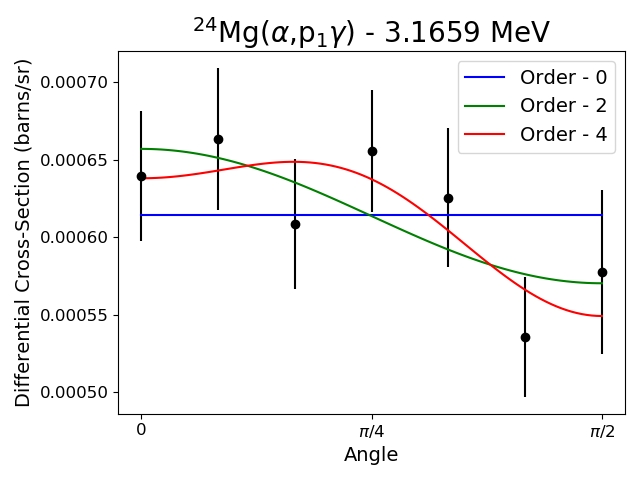 ²⁴Mg(α,p₁γ) - 3.1659 MeV
Differential Cross-Section (barns/sr)
0.00070
0.00065
0.00060
0.00055
0.00050
Order - 0
Order - 2
Order - 4
0
π/4
π/2
Angle